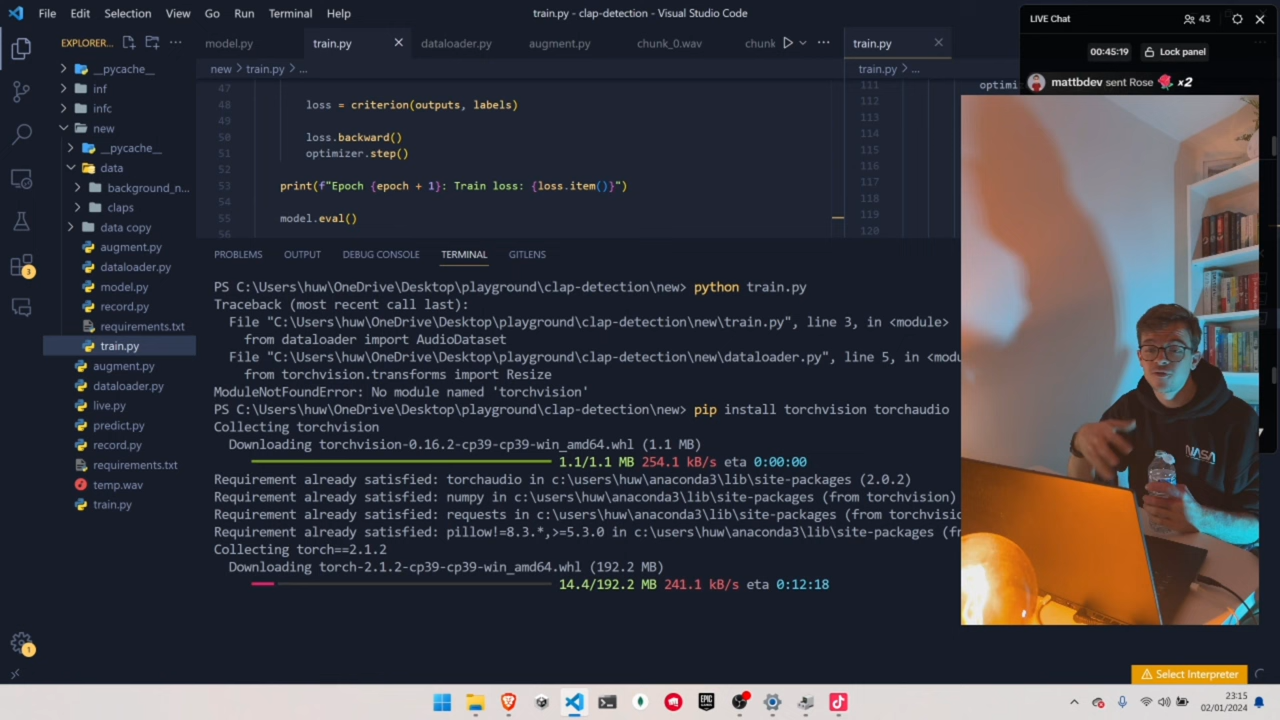 File Edit Selection View Go Run Terminal Help
train.py - clap-detection - Visual Studio Code
LIVE Chat
43
00:45:19
Lock panel
mattbdev sent Rose x2
EXPLORER...
model.py
train.py
dataloader.py
augment.py
chunk_0.wav
chunk
train.py
new > train.py > ...
train.py > ...
__pycache__
inf
infc
new
__pycache__
data
background_n...
claps
data copy
augment.py
dataloader.py
model.py
record.py
requirements.txt
train.py
augment.py
dataloader.py
live.py
predict.py
record.py
requirements.txt
temp.wav
train.py
47
48 loss = criterion(outputs, labels)
49
50 loss.backward()
51 optimizer.step()
52
53 print(f"Epoch {epoch + 1}: Train loss: {loss.item()}")
54
55 model.eval()
56
111 optimi
112
113
114
115
116
117
118
119
120
PROBLEMS OUTPUT DEBUG CONSOLE TERMINAL GITLENS
PS C:\Users\huw\OneDrive\Desktop\playground\clap-detection\new> python train.py
Traceback (most recent call last):
File "C:\Users\huw\OneDrive\Desktop\playground\clap-detection\new\train.py", line 3, in <module>
from dataloader import AudioDataset
File "C:\Users\huw\OneDrive\Desktop\playground\clap-detection\new\dataloader.py", line 5, in <modu
from torchvision.transforms import Resize
ModuleNotFoundError: No module named 'torchvision'
PS C:\Users\huw\OneDrive\Desktop\playground\clap-detection\new> pip install torchvision torchaudio
Collecting torchvision
Downloading torchvision-0.16.2-cp39-cp39-win_amd64.whl (1.1 MB)
1.1/1.1 MB 254.1 kB/s eta 0:00:00
Requirement already satisfied: torchaudio in c:\users\huw\anaconda3\lib\site-packages (2.0.2)
Requirement already satisfied: numpy in c:\users\huw\anaconda3\lib\site-packages (from torchvision)
Requirement already satisfied: requests in c:\users\huw\anaconda3\lib\site-packages (from torchvisio
Requirement already satisfied: pillow!=8.3.*,>=5.3.0 in c:\users\huw\anaconda3\lib\site-packages (f
Collecting torch==2.1.2
Downloading torch-2.1.2-cp39-cp39-win_amd64.whl (192.2 MB)
14.4/192.2 MB 241.1 kB/s eta 0:12:18
NASA
3
1
Select Interpreter
EPIC GAMES
23:15
02/01/2024